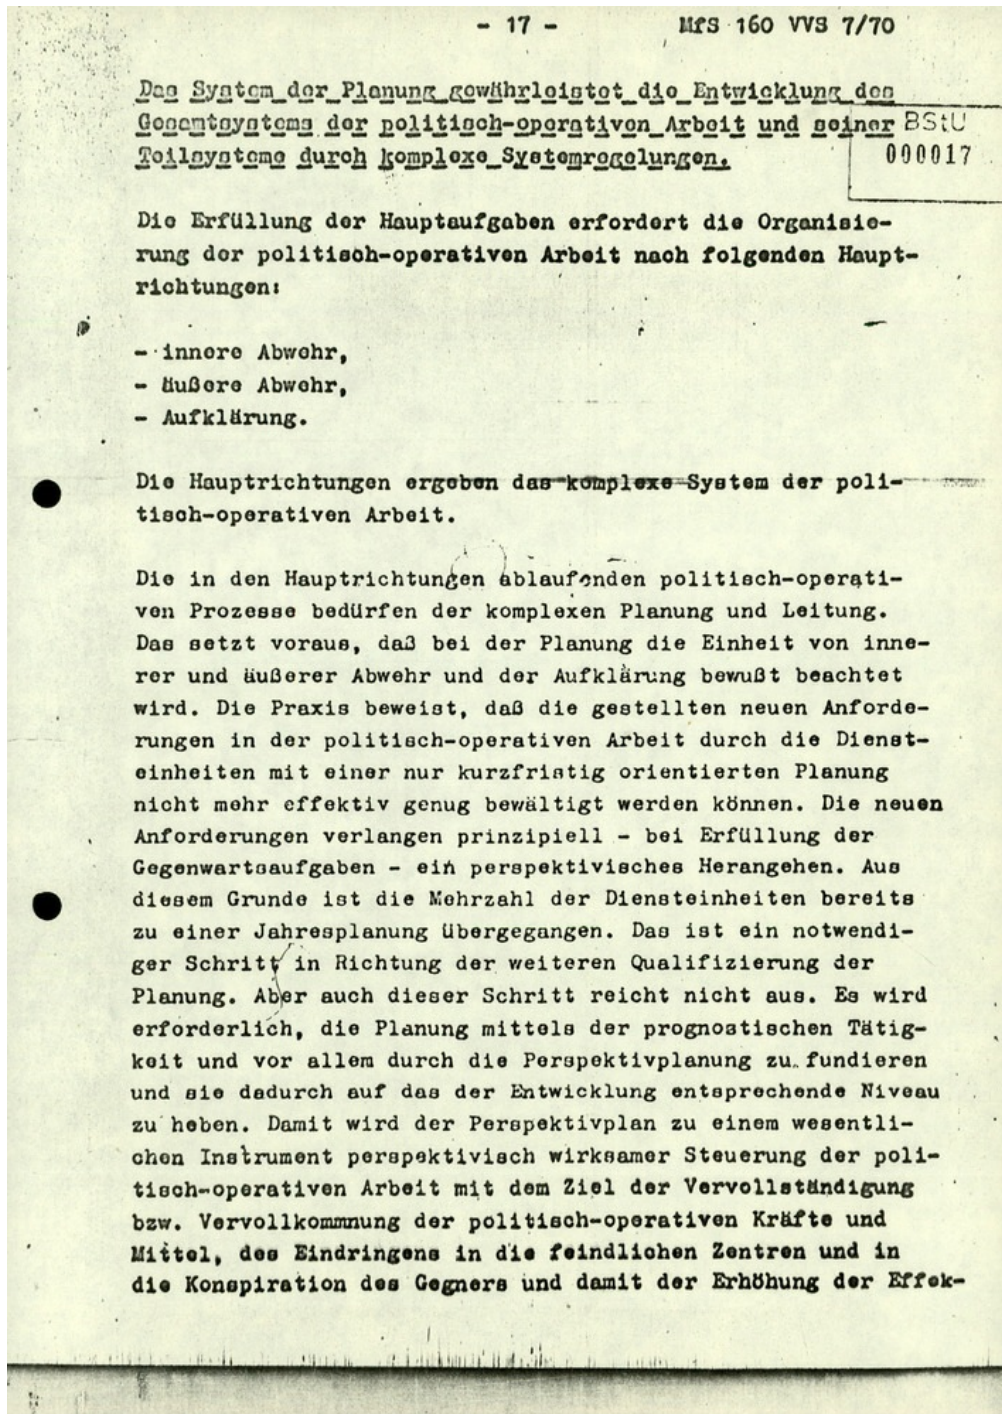 - 17 -
MfS 160 VVS 7/70
Das System der Planung gewährleistet die Entwicklung des
Gesamtsystems der politisch-operativen Arbeit und seiner
BStU
Teilsysteme durch komplexe Systemregelungen.
000017
Die Erfüllung der Hauptaufgaben erfordert die Organisie-
rung der politisch-operativen Arbeit nach folgenden Haupt-
richtungen:
- innere Abwehr,
- äußere Abwehr,
- Aufklärung.
Die Hauptrichtungen ergeben das komplexe System der poli-
tisch-operativen Arbeit.
Die in den Hauptrichtungen ablaufenden politisch-operati-
ven Prozesse bedürfen der komplexen Planung und Leitung.
Das setzt voraus, daß bei der Planung die Einheit von inne-
rer und äußerer Abwehr und der Aufklärung bewußt beachtet
wird. Die Praxis beweist, daß die gestellten neuen Anforde-
rungen in der politisch-operativen Arbeit durch die Dienst-
einheiten mit einer nur kurzfristig orientierten Planung
nicht mehr effektiv genug bewältigt werden können. Die neuen
Anforderungen verlangen prinzipiell - bei Erfüllung der
Gegenwartsaufgaben - ein perspektivisches Herangehen. Aus
diesem Grunde ist die Mehrzahl der Diensteinheiten bereits
zu einer Jahresplanung übergegangen. Das ist ein notwendi-
ger Schritt in Richtung der weiteren Qualifizierung der
Planung. Aber auch dieser Schritt reicht nicht aus. Es wird
erforderlich, die Planung mittels der prognostischen Tätig-
keit und vor allem durch die Perspektivplanung zu fundieren
und sie dadurch auf das der Entwicklung entsprechende Niveau
zu heben. Damit wird der Perspektivplan zu einem wesentli-
chen Instrument perspektivisch wirksamer Steuerung der poli-
tisch-operativen Arbeit mit dem Ziel der Vervollständigung
bzw. Vervollkommnung der politisch-operativen Kräfte und
Mittel, des Eindringens in die feindlichen Zentren und in
die Konspiration des Gegners und damit der Erhöhung der Effek-